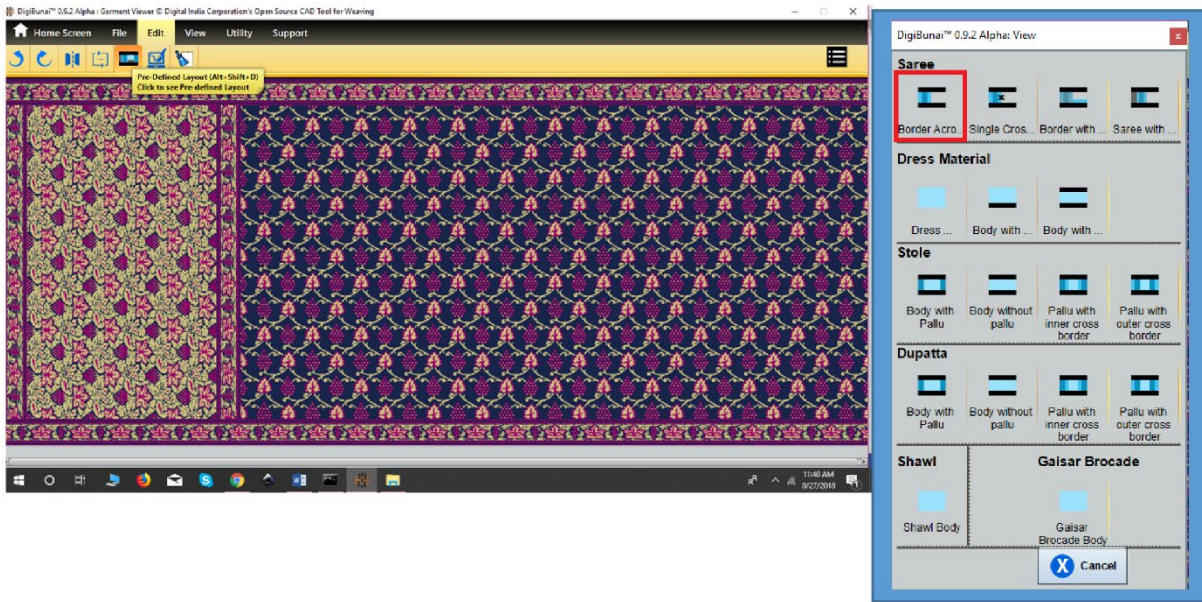 DigiBunai™ 0.9.2 Alpha : Garment Viewer © Digital India Corporation's Open Source CAD Tool for Weaving
Home Screen File Edit View Utility Support
Pre-Defined Layout (Alt+Shift+D)
Click to see Pre-defined Layout
11:40 AM
8/27/2018
DigiBunai™ 0.9.2 Alpha: View
Saree
Border Acro... Single Cros... Border with ... Saree with ...
Dress Material
Dress ... Body with ... Body with ...
Stole
Body with Body without Pallu with Pallu with
Pallu pallu inner cross outer cross
border border
Dupatta
Body with Body without Pallu with Pallu with
Pallu pallu inner cross outer cross
border border
Shawl Gaisar Brocade
Shawl Body Gaisar
Brocade Body
X Cancel